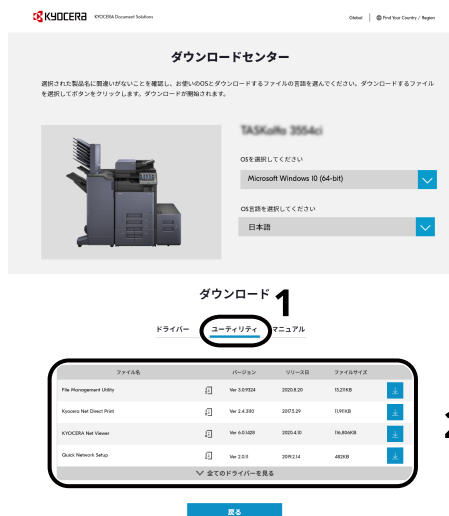 KYOCERA KYOCERA Document Solutions
Global Find Your Country / Region
ダウンロードセンター
選択された製品名に間違いがないことを確認し、お使いのOSとダウンロードするファイルの言語を選んでください。ダウンロードするファイル
を選択してボタンをクリックします。ダウンロードが開始されます。
TASKalfa 3554ci
OSを選択してください
Microsoft Windows 10 (64-bit)
OS言語を選択してください
日本語
ダウンロード 1
ドライバー ユーティリティ マニュアル
ファイル名 バージョン リリース日 ファイルサイズ
File Management Utility Ver 3.0.9324 2020.8.20 13,211KB
Kyocera Net Direct Print Ver 2.4.3110 2017.5.29 11,911KB
KYOCERA Net Viewer Ver 6.0.1428 2020.4.10 116,806KB
Quick Network Setup Ver 2.0.11 2019.2.14 482KB
全てのドライバーを見る
戻る